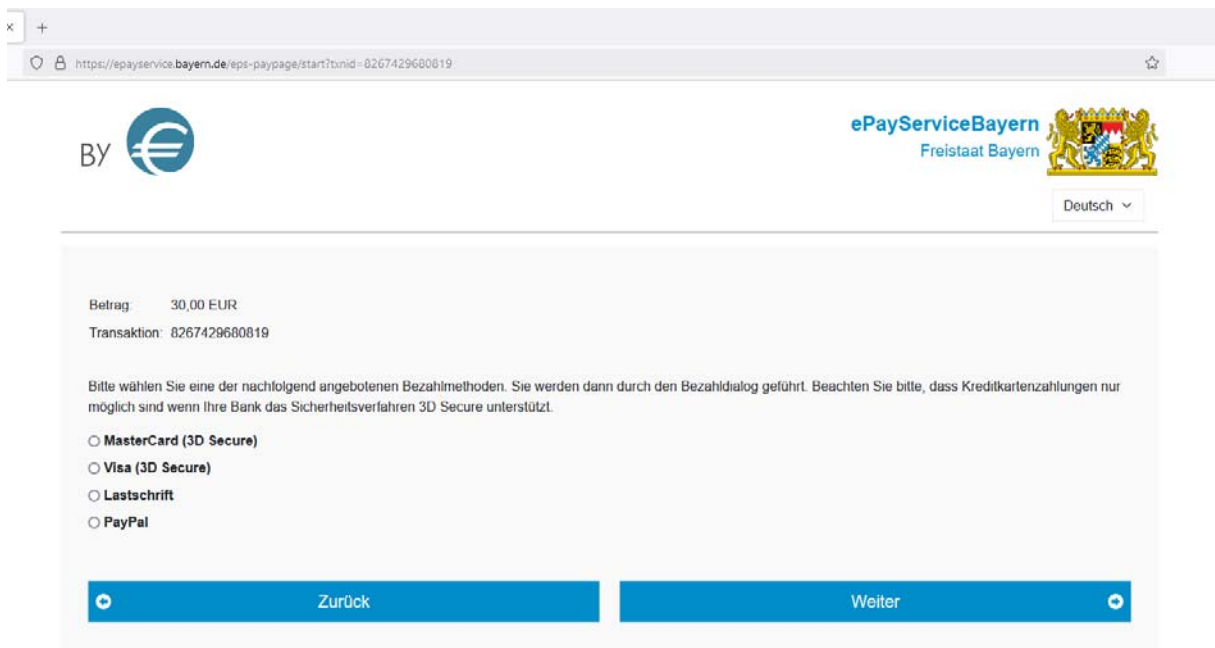 https://epayservice.bayern.de/eps-paypage/start?txnid=8267429680819
BY €
ePayServiceBayern
Freistaat Bayern
Deutsch
Betrag: 30,00 EUR
Transaktion: 8267429680819
Bitte wählen Sie eine der nachfolgend angebotenen Bezahlmethoden. Sie werden dann durch den Bezahldialog geführt. Beachten Sie bitte, dass Kreditkartenzahlungen nur
möglich sind wenn Ihre Bank das Sicherheitsverfahren 3D Secure unterstützt.
MasterCard (3D Secure)
Visa (3D Secure)
Lastschrift
PayPal
Zurück
Weiter